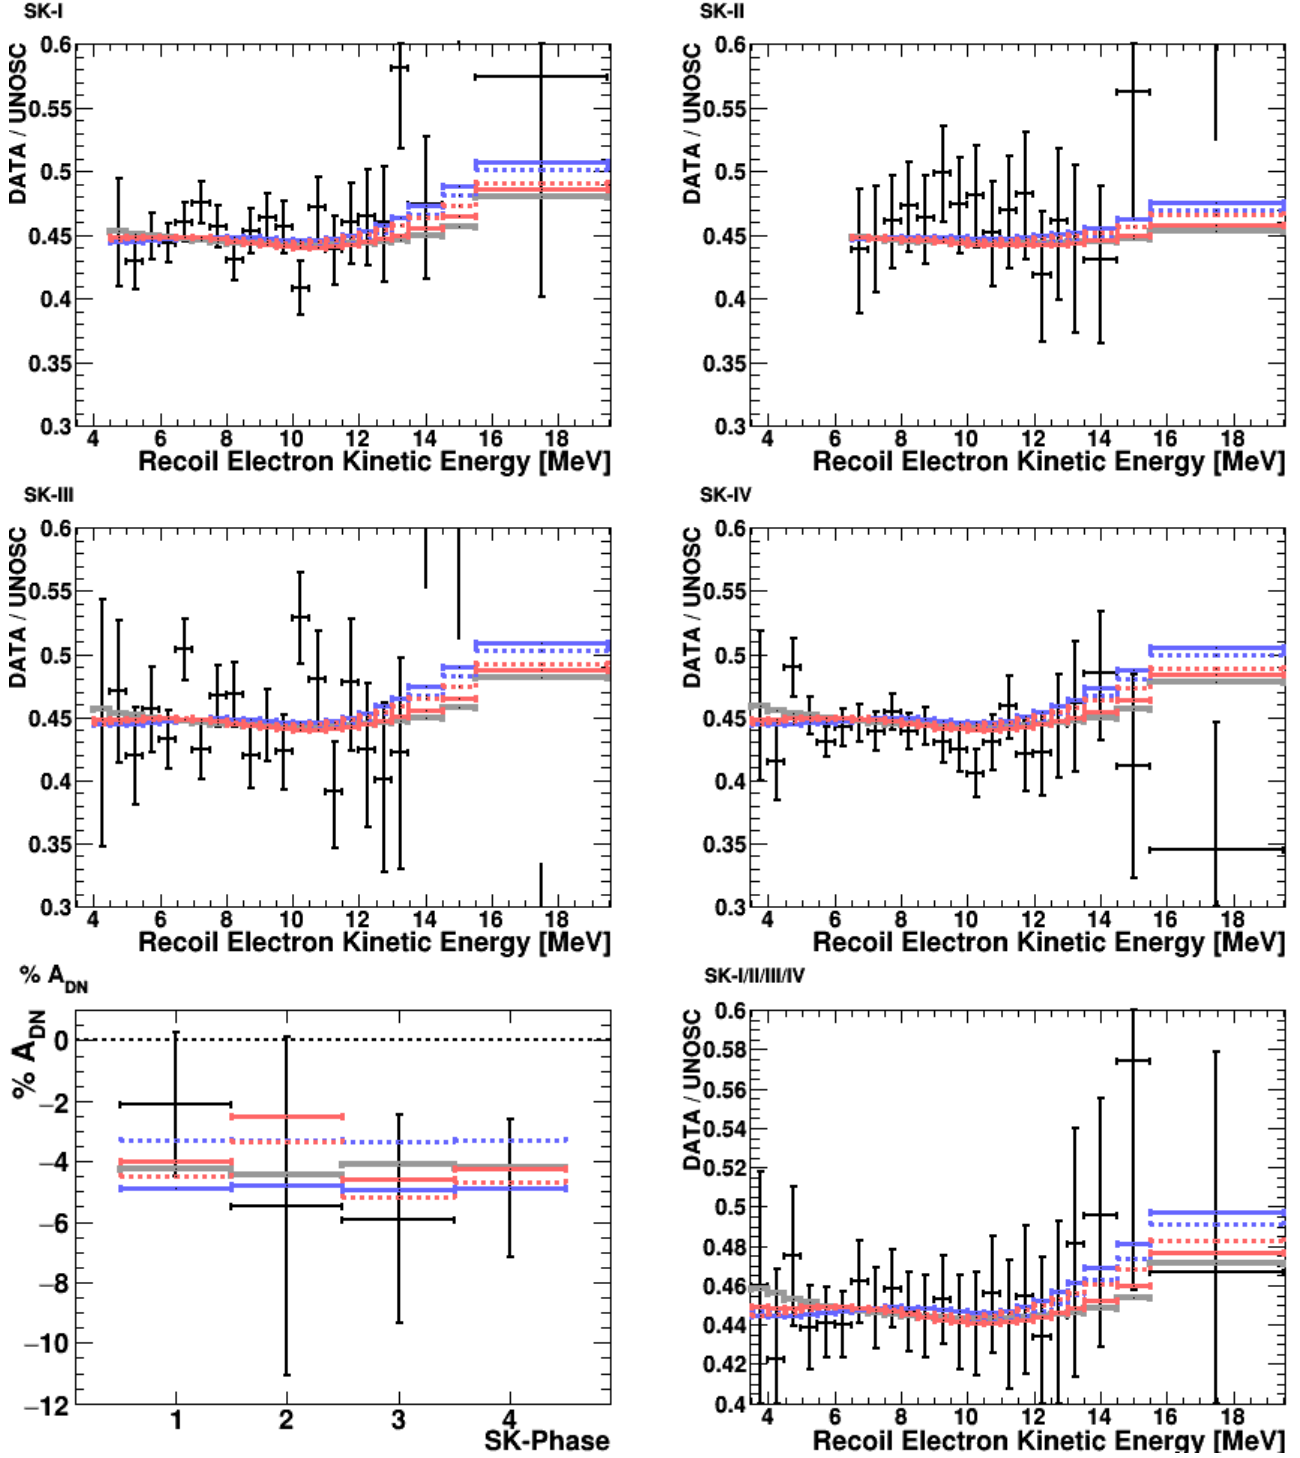 SK-I
DATA / UNOSC
0.6
0.55
0.5
0.45
0.4
0.35
0.3
4 6 8 10 12 14 16 18
Recoil Electron Kinetic Energy [MeV]
SK-II
DATA / UNOSC
0.6
0.55
0.5
0.45
0.4
0.35
0.3
4 6 8 10 12 14 16 18
Recoil Electron Kinetic Energy [MeV]
SK-III
DATA / UNOSC
0.6
0.55
0.5
0.45
0.4
0.35
0.3
4 6 8 10 12 14 16 18
Recoil Electron Kinetic Energy [MeV]
SK-IV
DATA / UNOSC
0.6
0.55
0.5
0.45
0.4
0.35
0.3
4 6 8 10 12 14 16 18
Recoil Electron Kinetic Energy [MeV]
% A_DN
% A_DN
0
−2
−4
−6
−8
−10
−12
1 2 3 4
SK-Phase
SK-I/II/III/IV
DATA / UNOSC
0.6
0.58
0.56
0.54
0.52
0.5
0.48
0.46
0.44
0.42
0.4
4 6 8 10 12 14 16 18
Recoil Electron Kinetic Energy [MeV]